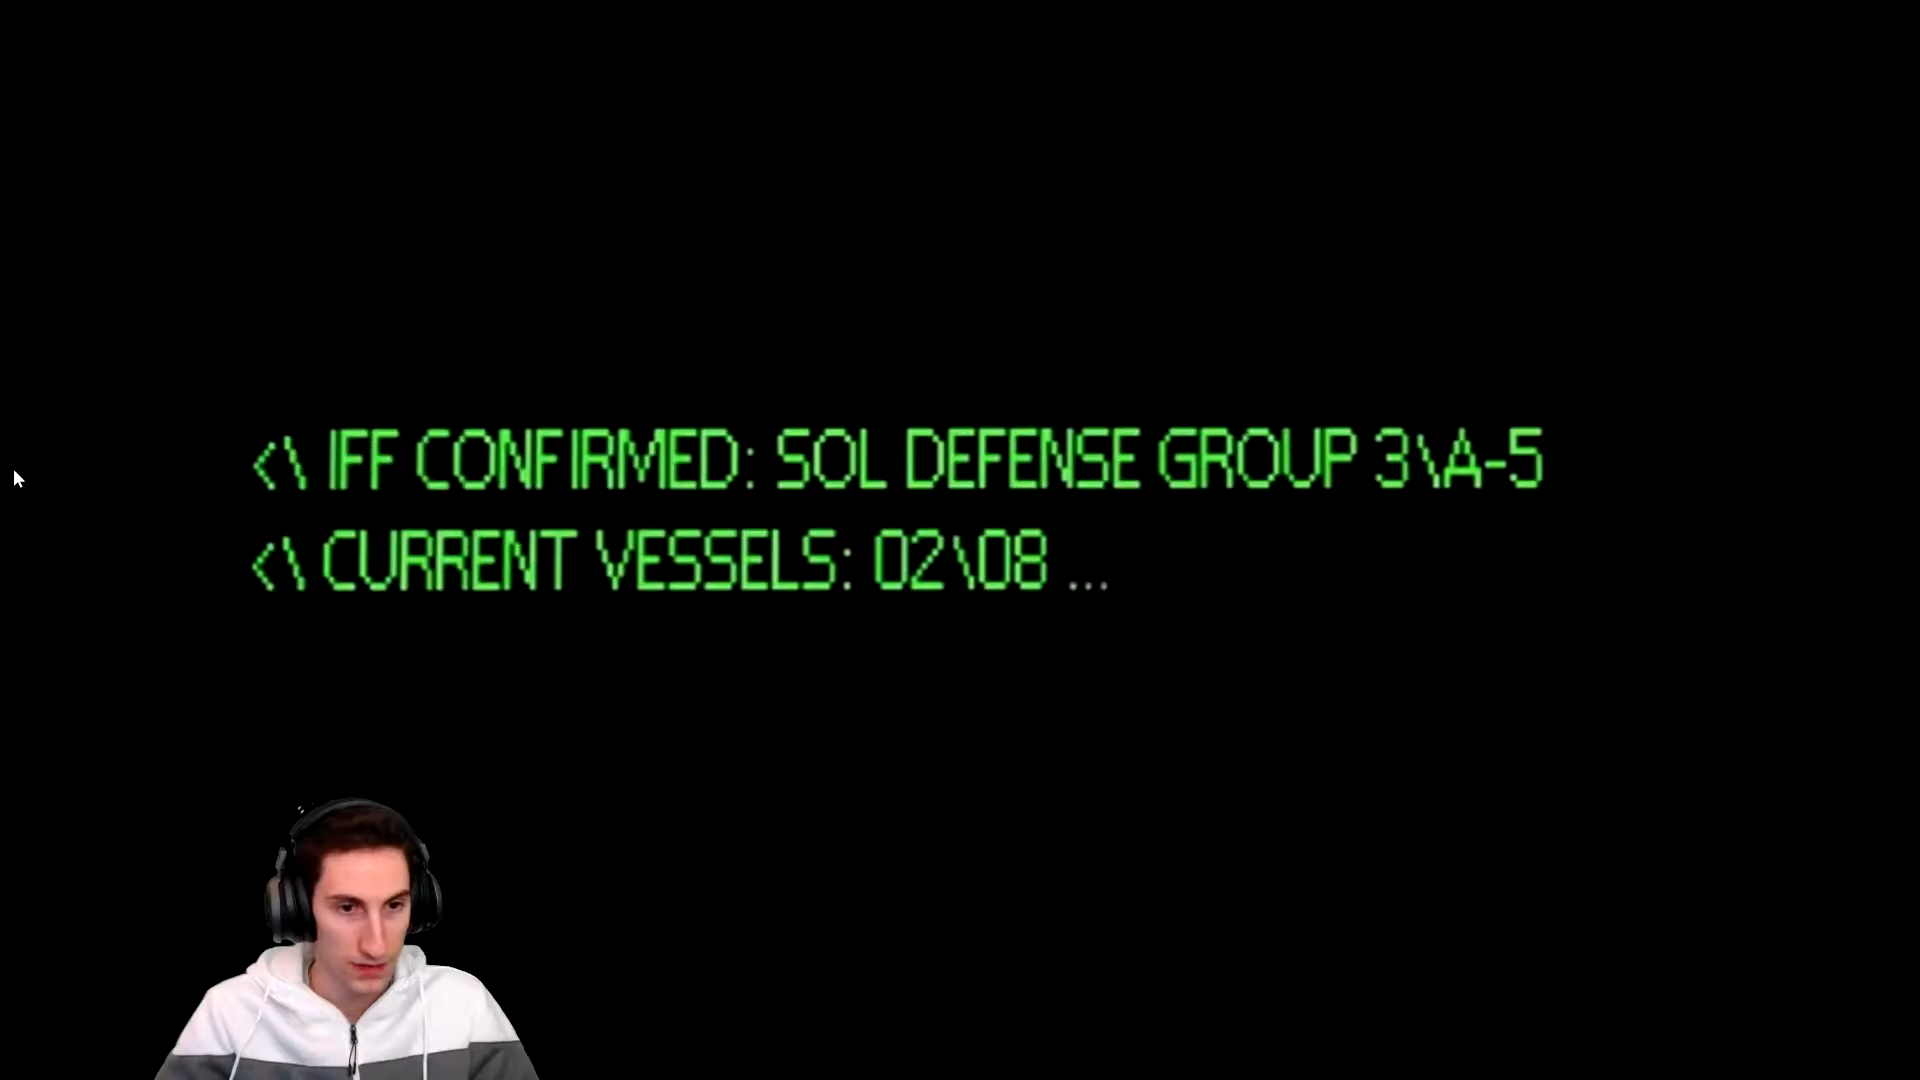 <\ IFF CONFIRMED: SOL DEFENSE GROUP 3\A-5
<\ CURRENT VESSELS: 02\08 ...